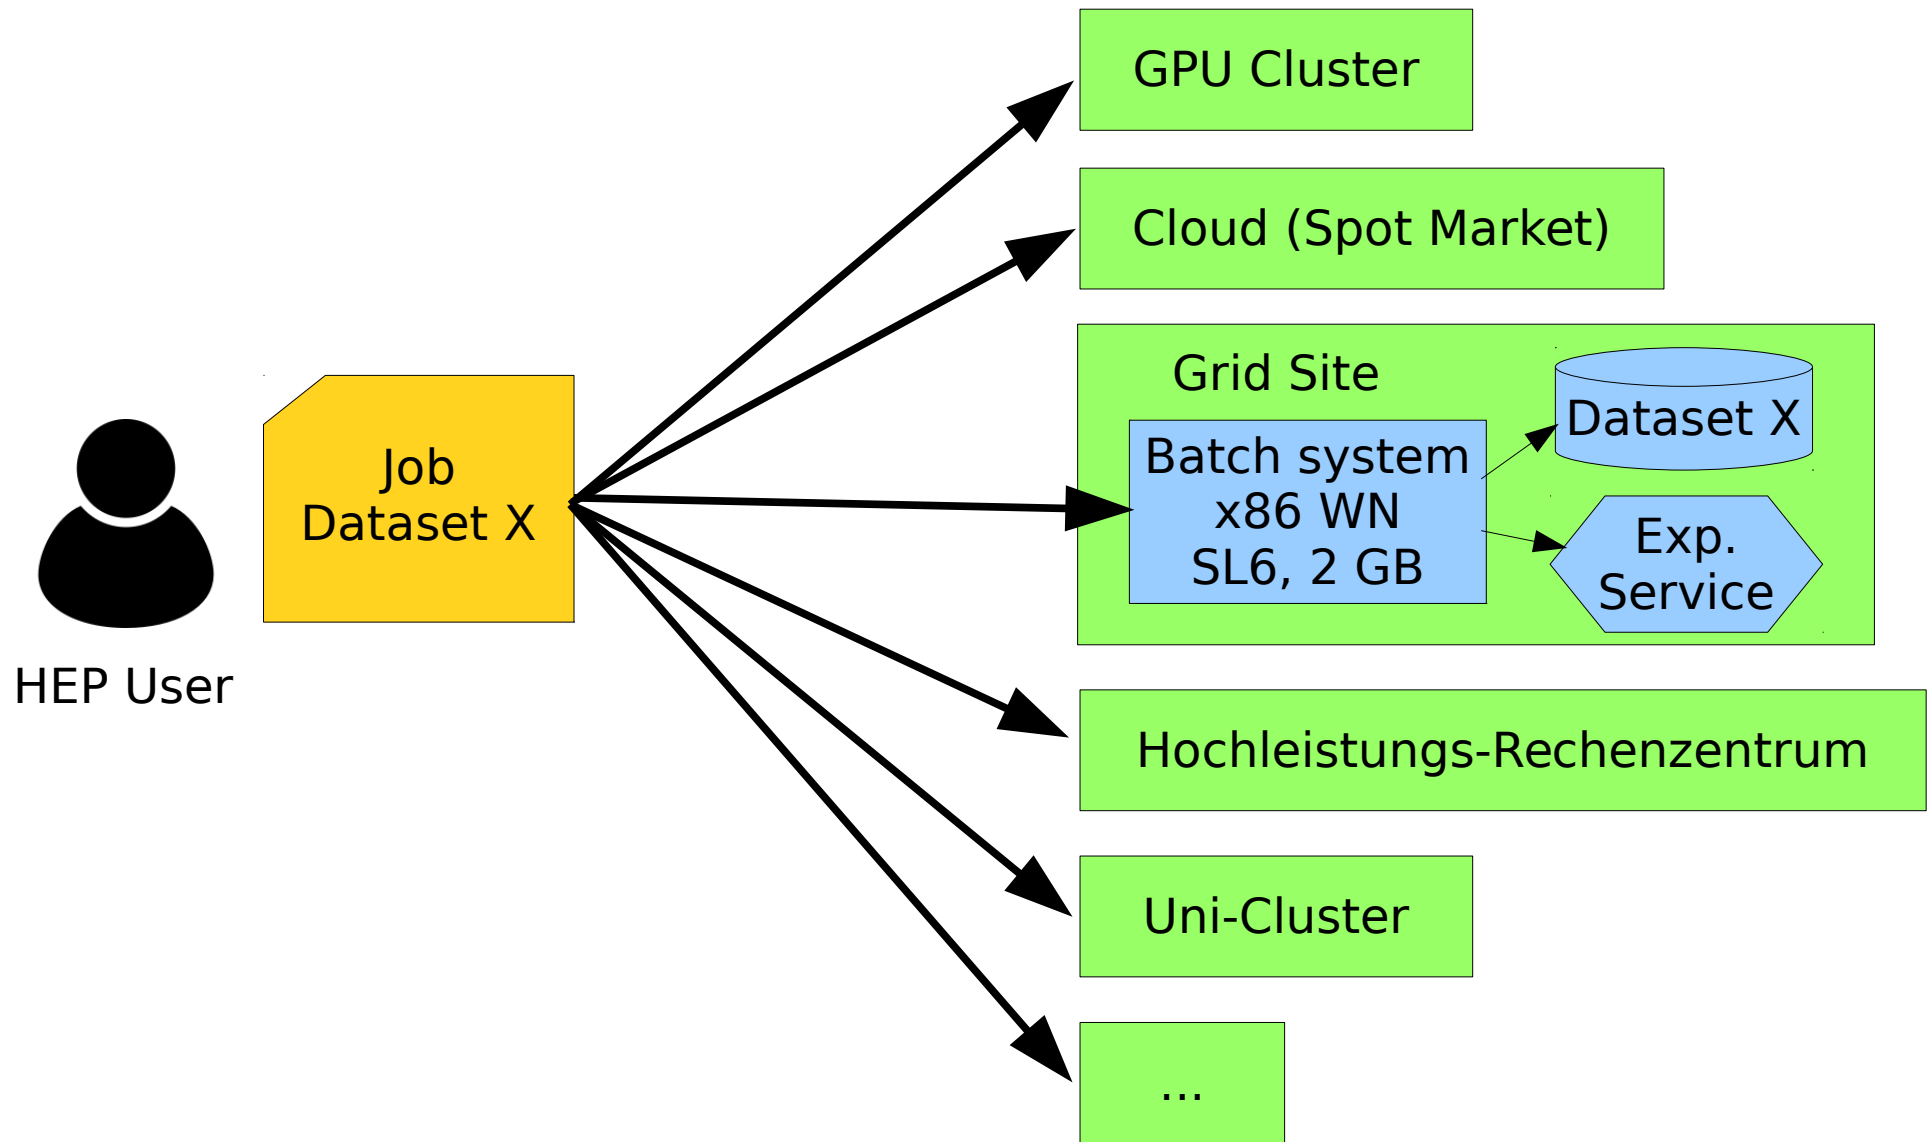 HEP User
Job
Dataset X
GPU Cluster
Cloud (Spot Market)
Grid Site
Batch system
x86 WN
SL6, 2 GB
Dataset X
Exp.
Service
Hochleistungs-Rechenzentrum
Uni-Cluster
...